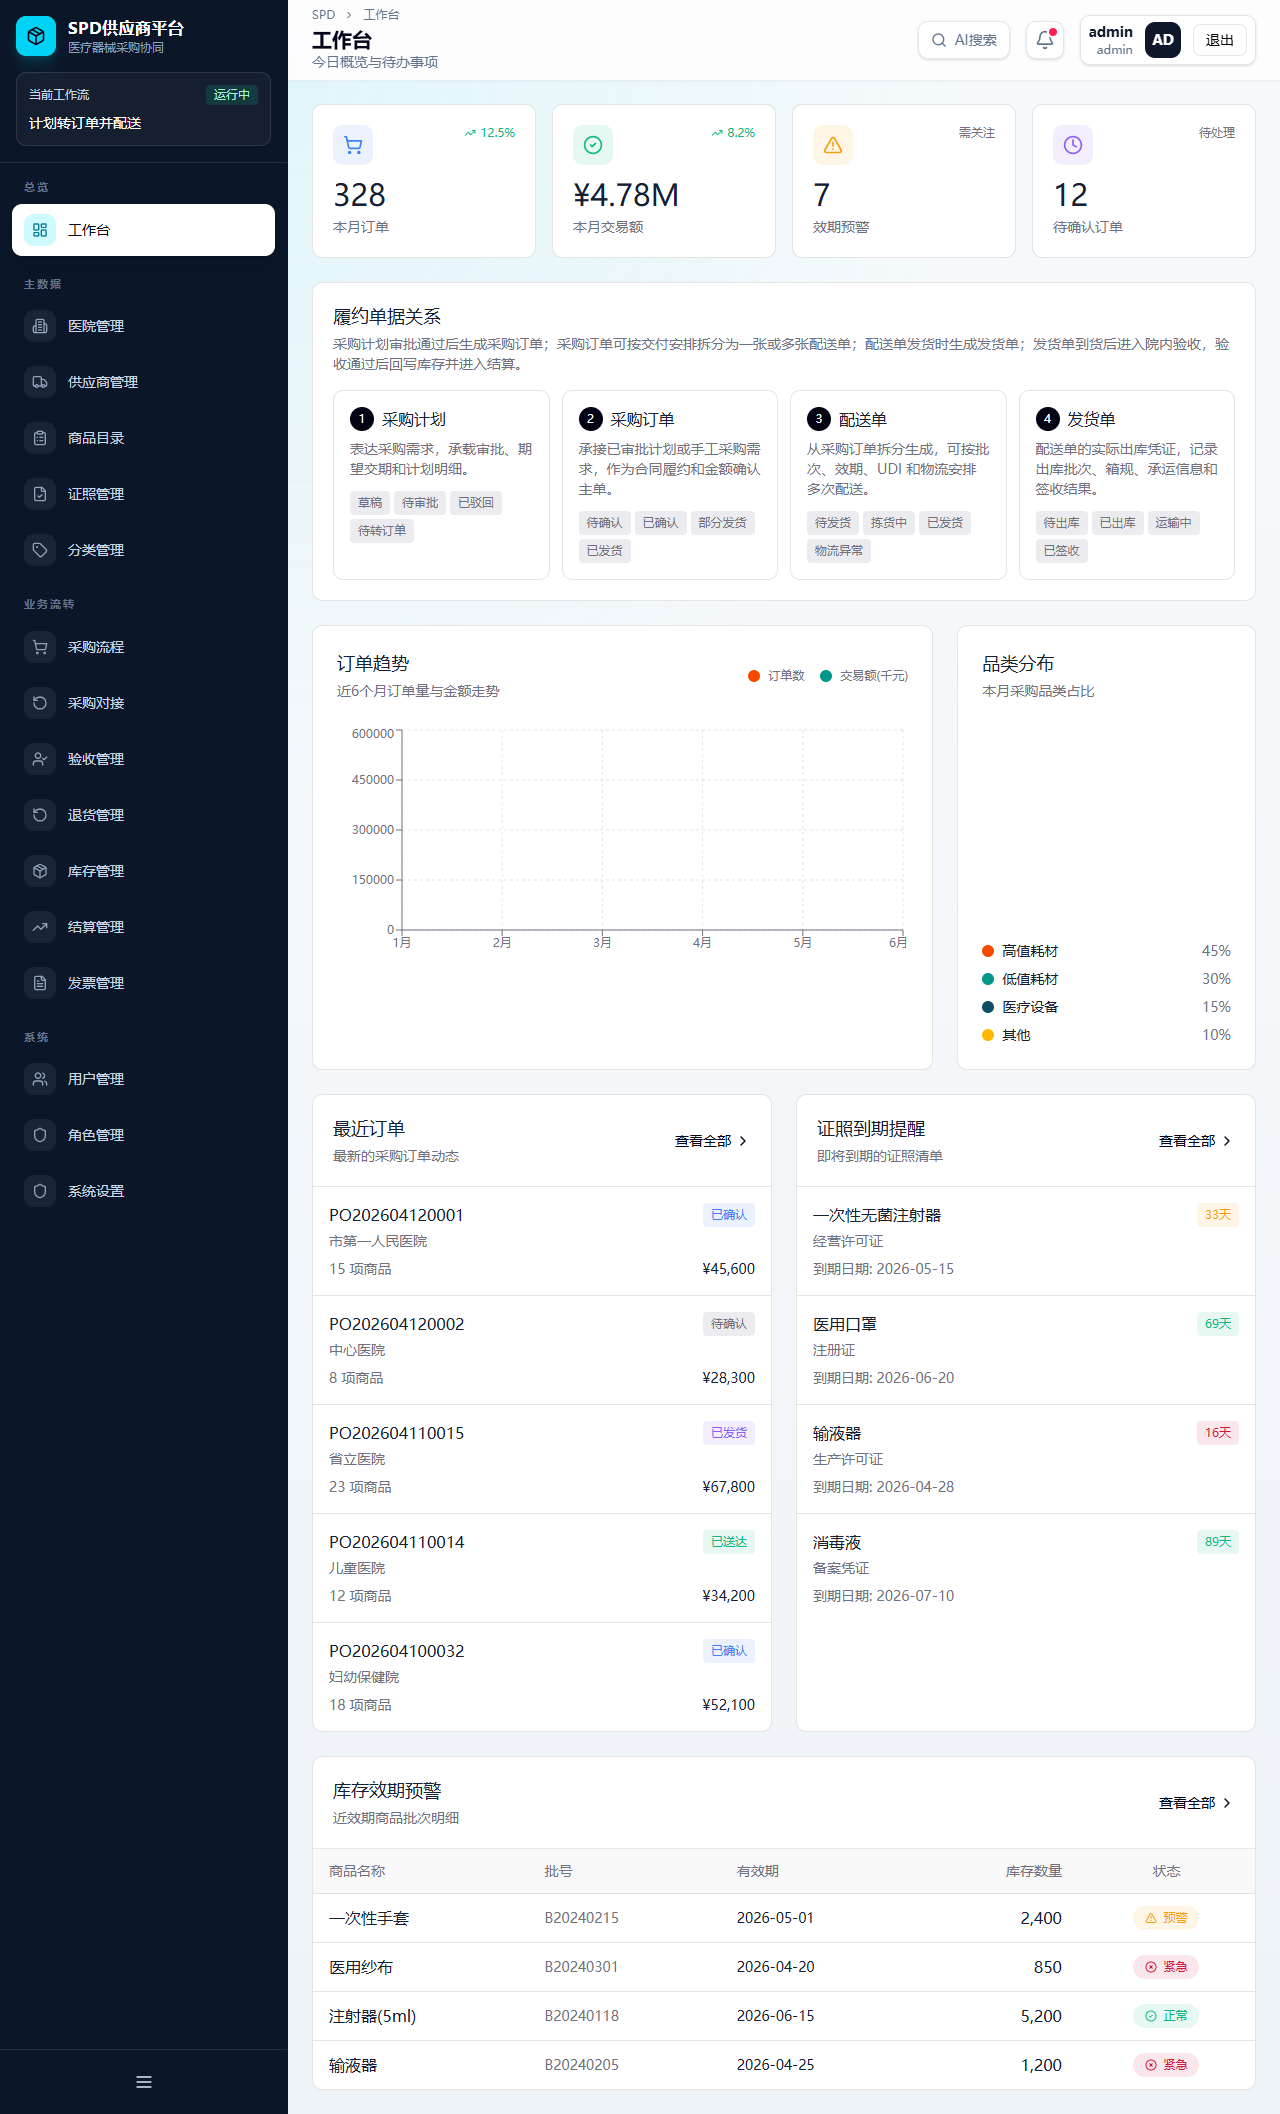 SPD供应商平台
医疗器械采购协同
当前工作流
运行中
计划转订单并配送
总览
工作台
主数据
医院管理
供应商管理
商品目录
证照管理
分类管理
业务流转
采购流程
采购对接
验收管理
退货管理
库存管理
结算管理
发票管理
系统
用户管理
角色管理
系统设置
SPD > 工作台
工作台
今日概览与待办事项
AI搜索
admin
admin
AD
退出
12.5%
328
本月订单
8.2%
¥4.78M
本月交易额
需关注
7
效期预警
待处理
12
待确认订单
履约单据关系
采购计划审批通过后生成采购订单；采购订单可按交付安排拆分为一张或多张配送单；配送单发货时生成发货单；发货单到货后进入院内验收，验
收通过后回写库存并进入结算。
1 采购计划
表达采购需求，承载审批、期
望交期和计划明细。
草稿 待审批 已驳回
待转订单
2 采购订单
承接已审批计划或手工采购需
求，作为合同履约和金额确认
主单。
待确认 已确认 部分发货
已发货
3 配送单
从采购订单拆分生成，可按批
次、效期、UDI 和物流安排
多次配送。
待发货 拣货中 已发货
物流异常
4 发货单
配送单的实际出库凭证，记录
出库批次、箱规、承运信息和
签收结果。
待出库 已出库 运输中
已签收
订单趋势
近6个月订单量与金额走势
订单数 交易额(千元)
600000
450000
300000
150000
0
1月 2月 3月 4月 5月 6月
品类分布
本月采购品类占比
高值耗材 45%
低值耗材 30%
医疗设备 15%
其他 10%
最近订单
最新的采购订单动态
查看全部
PO202604120001 已确认
市第一人民医院
15 项商品 ¥45,600
PO202604120002 待确认
中心医院
8 项商品 ¥28,300
PO202604110015 已发货
省立医院
23 项商品 ¥67,800
PO202604110014 已送达
儿童医院
12 项商品 ¥34,200
PO202604100032 已确认
妇幼保健院
18 项商品 ¥52,100
证照到期提醒
即将到期的证照清单
查看全部
一次性无菌注射器 33天
经营许可证
到期日期: 2026-05-15
医用口罩 69天
注册证
到期日期: 2026-06-20
输液器 16天
生产许可证
到期日期: 2026-04-28
消毒液 89天
备案凭证
到期日期: 2026-07-10
库存效期预警
近效期商品批次明细
查看全部
商品名称 批号 有效期 库存数量 状态
一次性手套 B20240215 2026-05-01 2,400 预警
医用纱布 B20240301 2026-04-20 850 紧急
注射器(5ml) B20240118 2026-06-15 5,200 正常
输液器 B20240205 2026-04-25 1,200 紧急